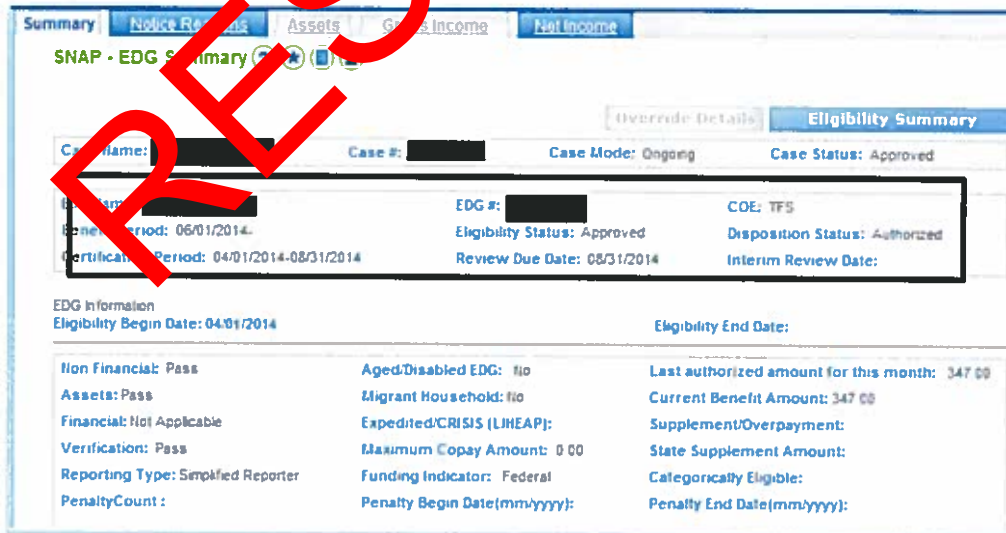 Summary Notice Reasons Assets Gross Income Net Income
SNAP - EDG Summary
Override Details Eligibility Summary
Case Name: Case #: Case Mode: Ongoing Case Status: Approved
EDG #: COE: TFS
Benefit Period: 06/01/2014- Eligibility Status: Approved Disposition Status: Authorized
Certification Period: 04/01/2014-08/31/2014 Review Due Date: 08/31/2014 Interim Review Date:
EDG Information
Eligibility Begin Date: 04/01/2014 Eligibility End Date:
Non Financial: Pass Aged/Disabled EDG: No Last authorized amount for this month: 347.00
Assets: Pass Migrant Household: No Current Benefit Amount: 347.00
Financial: Not Applicable Expedited/CRISIS (LIHEAP): Supplement/Overpayment:
Verification: Pass Maximum Copay Amount: 0.00 State Supplement Amount:
Reporting Type: Simplified Reporter Funding Indicator: Federal Categorically Eligible:
PenaltyCount : Penalty Begin Date(mm/yyyy): Penalty End Date(mm/yyyy):
RES